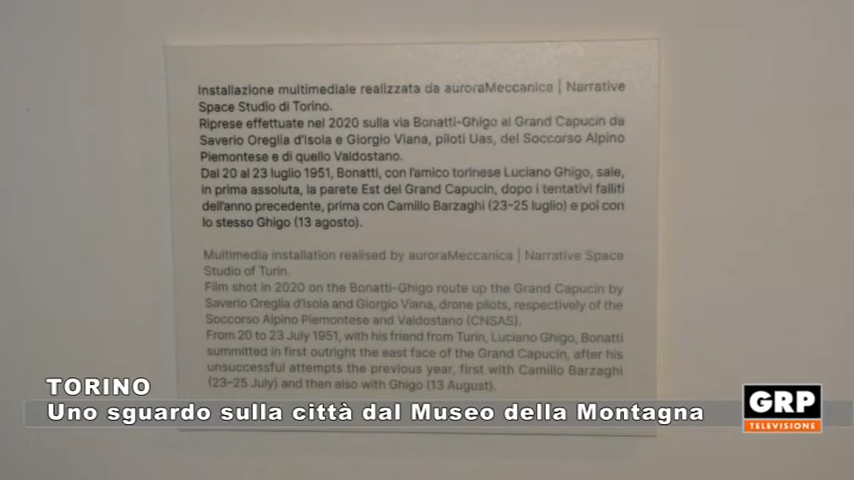 Installazione multimediale realizzata da auroraMeccanica | Narrative
Space Studio di Torino.
Riprese effettuate nel 2020 sulla via Bonatti-Ghigo al Grand Capucin da
Saverio Oreglia d'Isola e Giorgio Viana, piloti Uas, del Soccorso Alpino
Piemontese e di quello Valdostano.
Dal 20 al 23 luglio 1951, Bonatti, con l'amico torinese Luciano Ghigo, sale,
in prima assoluta, la parete Est del Grand Capucin, dopo i tentativi falliti
dell'anno precedente, prima con Camillo Barzaghi (23-25 luglio) e poi con
lo stesso Ghigo (13 agosto).
Multimedia installation realised by auroraMeccanica | Narrative Space
Studio of Turin.
Film shot in 2020 on the Bonatti-Ghigo route up the Grand Capucin by
Saverio Oreglia d'Isola and Giorgio Viana, drone pilots, respectively of the
Soccorso Alpino Piemontese and Valdostano (CNSAS).
From 20 to 23 July 1951, with his friend from Turin, Luciano Ghigo, Bonatti
summitted in first outright the east face of the Grand Capucin, after his
unsuccessful attempts the previous year, first with Camillo Barzaghi
(23-25 July) and then also with Ghigo (13 August).
TORINO
Uno sguardo sulla città dal Museo della Montagna
GRP
TELEVISIONE